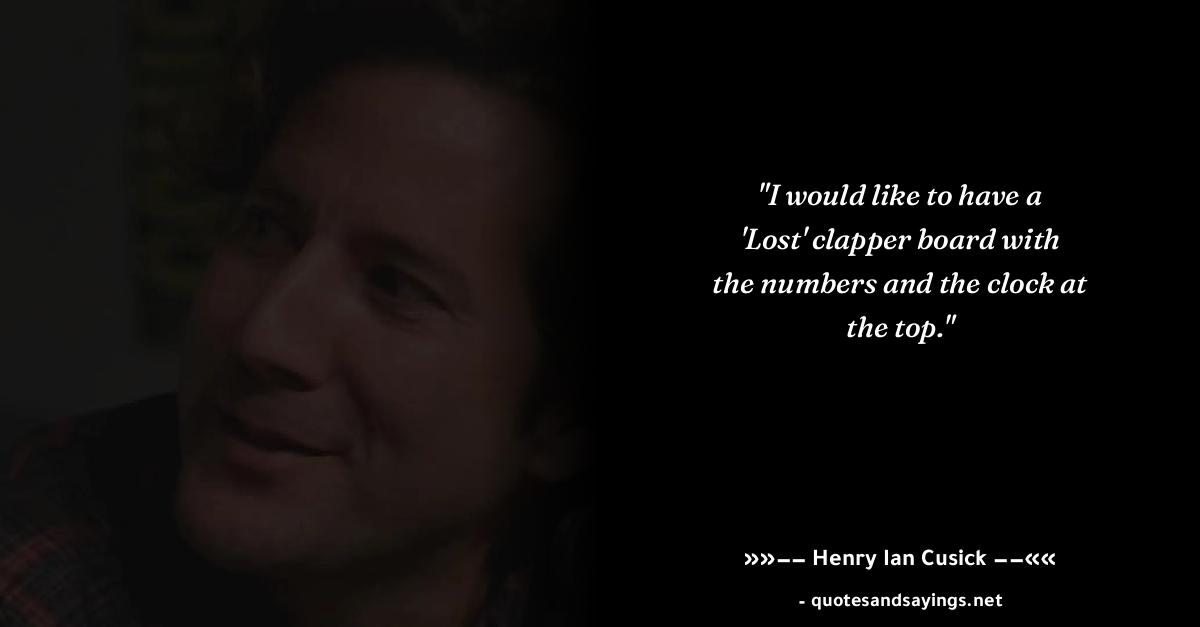 "I would like to have a
'Lost' clapper board with
the numbers and the clock at
the top."
»»−− Henry Ian Cusick −−««
- quotesandsayings.net